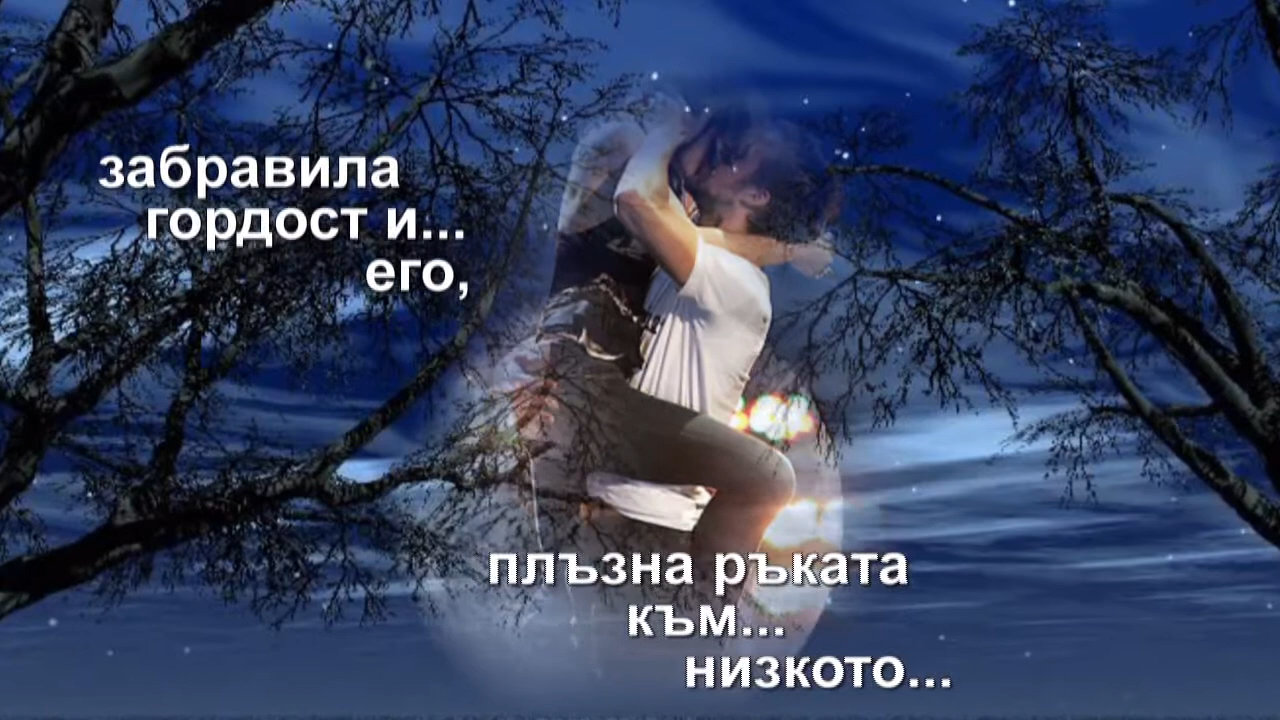 забравила
гордост и...
его,
плъзна ръката
към...
низкото...